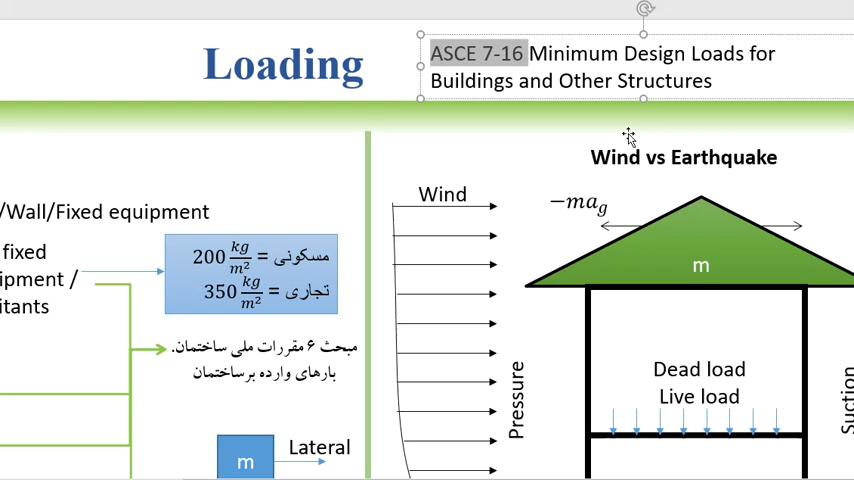 Loading
ASCE 7-16 Minimum Design Loads for
Buildings and Other Structures
/Wall/Fixed equipment
fixed
ipment /
itants
مسکونی = 200 kg/m²
تجاری = 350 kg/m²
مبحث ۶ مقررات ملی ساختمان.
بارهای وارده برساختمان
m
Lateral
Wind vs Earthquake
Wind
−ma_g
m
Pressure
Dead load
Live load
Suction